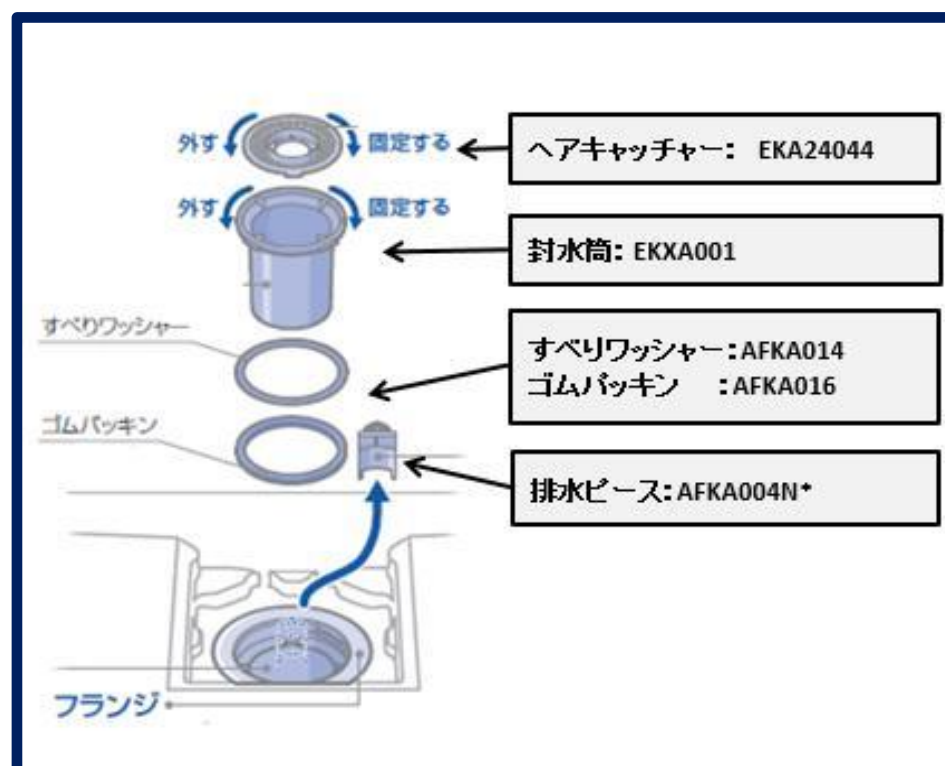 外す
固定する
ヘアキャッチャー: EKA24044
外す
固定する
封水筒: EKXA001
すべりワッシャー
すべりワッシャー:AFKA014
ゴムパッキン :AFKA016
ゴムパッキン
排水ピース:AFKA004N*
フランジ